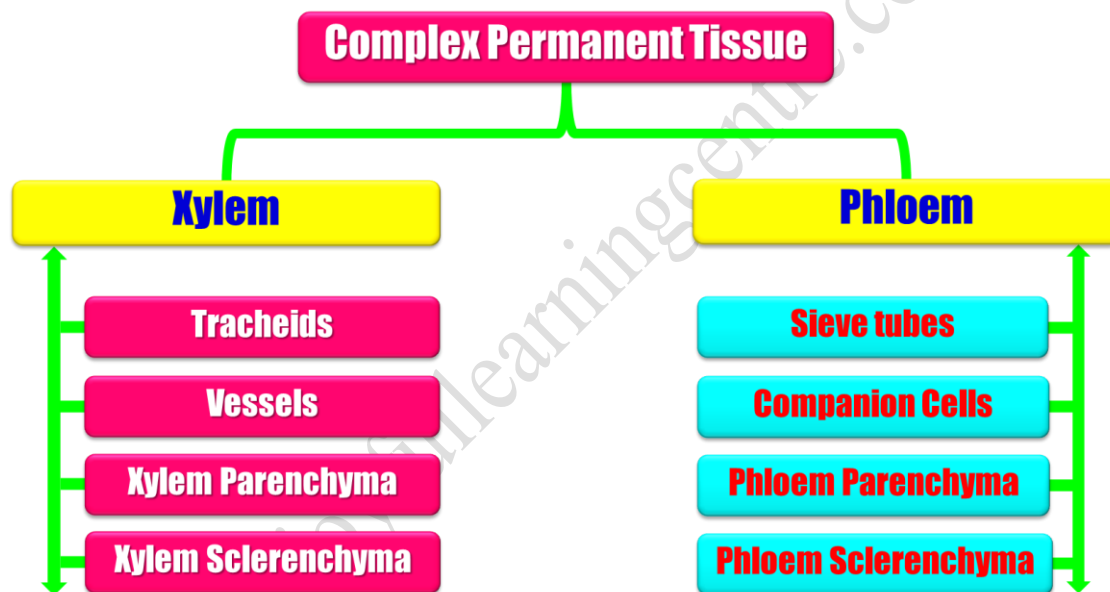 Complex Permanent Tissue
Xylem
Tracheids
Vessels
Xylem Parenchyma
Xylem Sclerenchyma
Phloem
Sieve tubes
Companion Cells
Phloem Parenchyma
Phloem Sclerenchyma